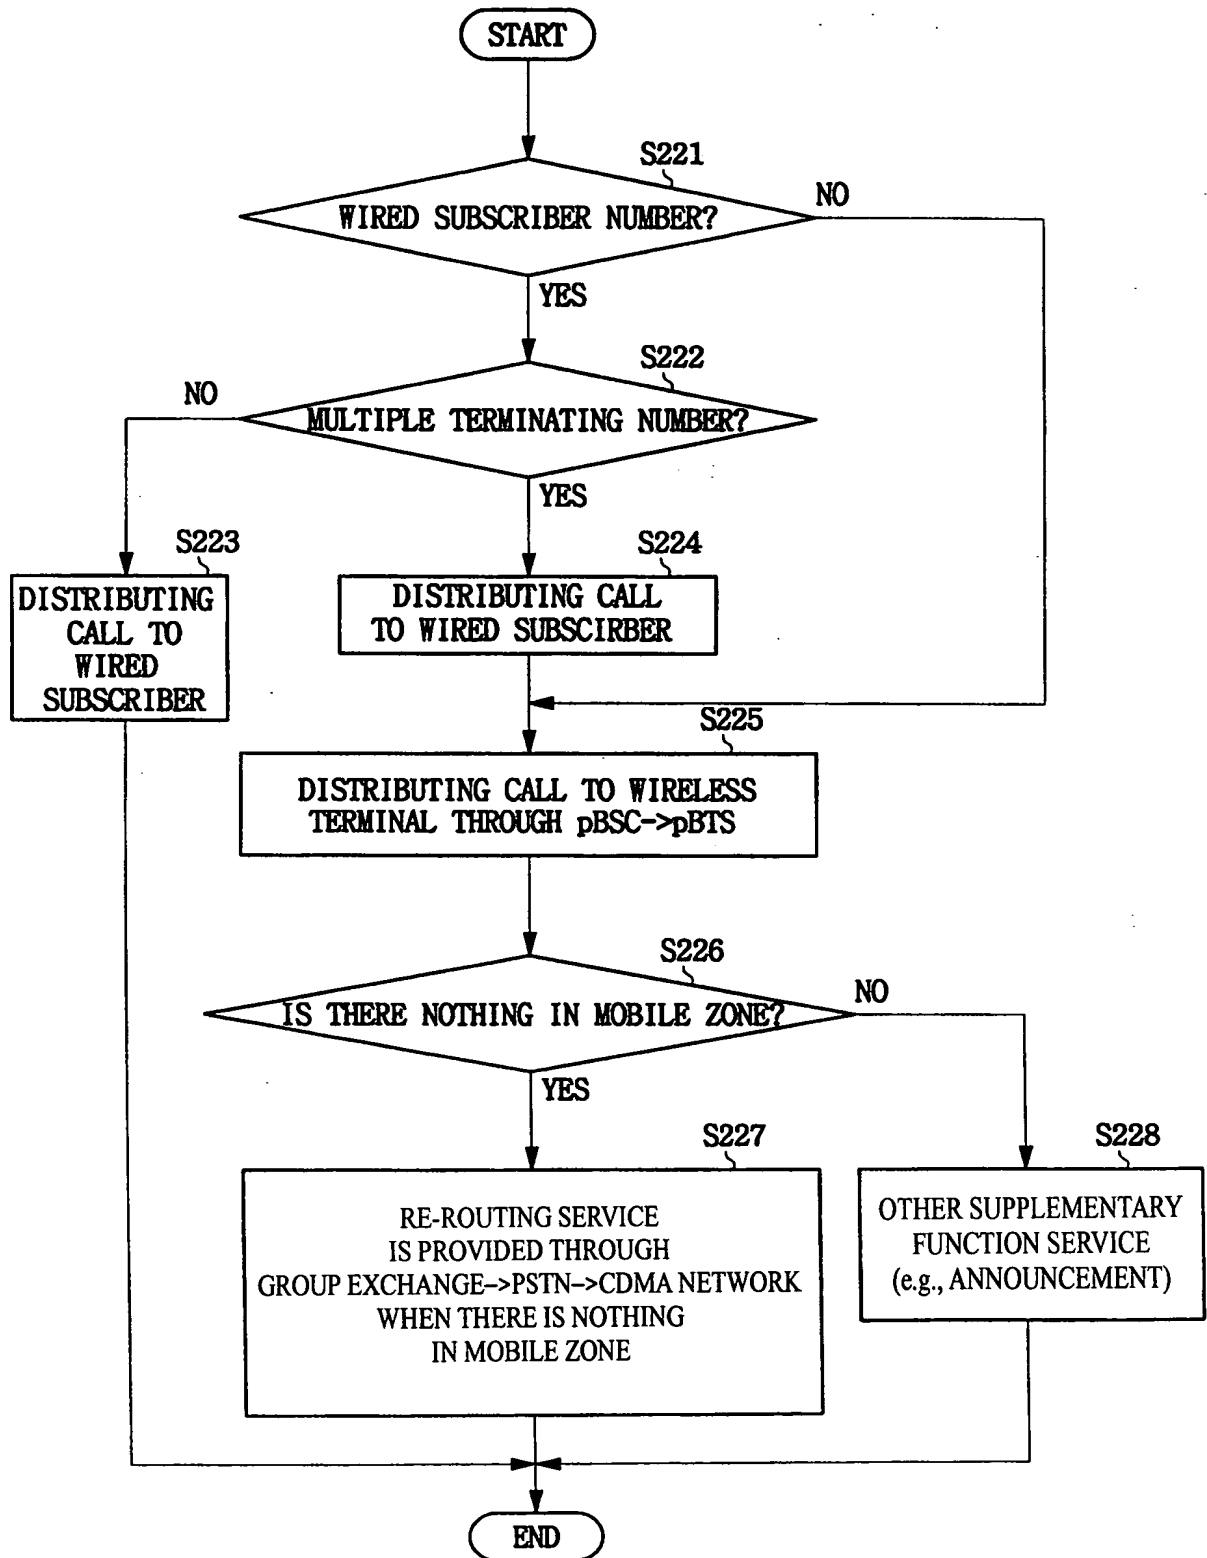 START
S221
WIRED SUBSCRIBER NUMBER?
NO
YES
S222
NO
MULTIPLE TERMINATING NUMBER?
YES
S223
DISTRIBUTING
CALL TO
WIRED
SUBSCRIBER
S224
DISTRIBUTING CALL
TO WIRED SUBSCIRBER
S225
DISTRIBUTING CALL TO WIRELESS
TERMINAL THROUGH pBSC->pBTS
S226
IS THERE NOTHING IN MOBILE ZONE?
NO
YES
S227
RE-ROUTING SERVICE
IS PROVIDED THROUGH
GROUP EXCHANGE->PSTN->CDMA NETWORK
WHEN THERE IS NOTHING
IN MOBILE ZONE
S228
OTHER SUPPLEMENTARY
FUNCTION SERVICE
(e.g., ANNOUNCEMENT)
END